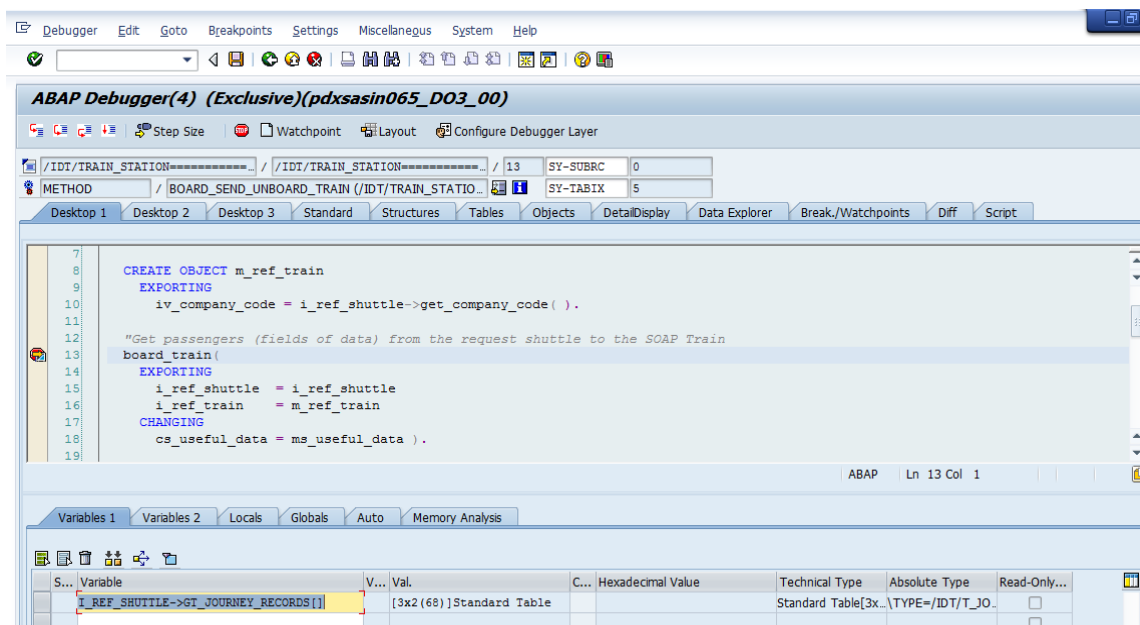 Debugger Edit Goto Breakpoints Settings Miscellaneous System Help
ABAP Debugger(4) (Exclusive)(pdxsasin065_DO3_00)
Step Size Watchpoint Layout Configure Debugger Layer
/IDT/TRAIN_STATION===========… / /IDT/TRAIN_STATION===========… / 13 SY-SUBRC 0
METHOD / BOARD_SEND_UNBOARD_TRAIN (/IDT/TRAIN_STATIO… SY-TABIX 5
Desktop 1 Desktop 2 Desktop 3 Standard Structures Tables Objects DetailDisplay Data Explorer Break./Watchpoints Diff Script
7
8 CREATE OBJECT m_ref_train
9 EXPORTING
10 iv_company_code = i_ref_shuttle->get_company_code( ).
11
12 "Get passengers (fields of data) from the request shuttle to the SOAP Train
13 board_train(
14 EXPORTING
15 i_ref_shuttle = i_ref_shuttle
16 i_ref_train = m_ref_train
17 CHANGING
18 cs_useful_data = ms_useful_data ).
19
ABAP Ln 13 Col 1
Variables 1 Variables 2 Locals Globals Auto Memory Analysis
S... Variable V... Val. C... Hexadecimal Value Technical Type Absolute Type Read-Only...
I_REF_SHUTTLE->GT_JOURNEY_RECORDS[] [3x2(68)]Standard Table Standard Table[3x… \TYPE=/IDT/T_JO…